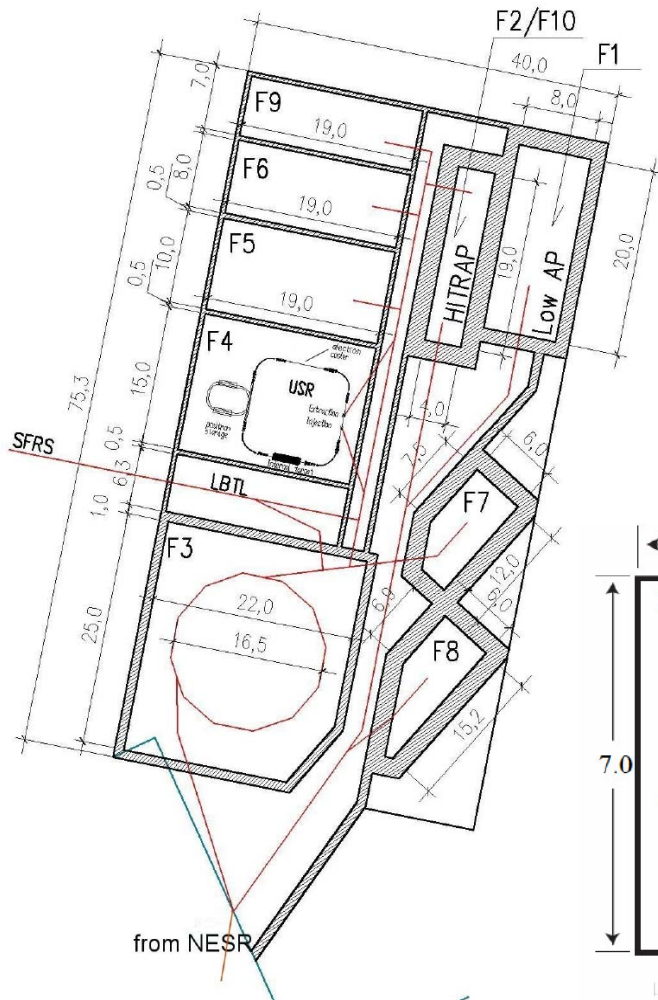 F2/F10
F1
40,0
8,0
7,0
F9
19,0
0,5
8,0
F6
19,0
0,5
10,0
F5
19,0
HITRAP
19,0
Low AP
20,0
75,3
15,0
F4
electron
cooler
USR
Extraction
Injection
positron
storage
4,0
7,5
6,0
SFRS
0,5
6,3
1,0
LBTL
F7
F3
22,0
16,5
25,0
6,9
12,0
F8
15,2
7.0
from NESR